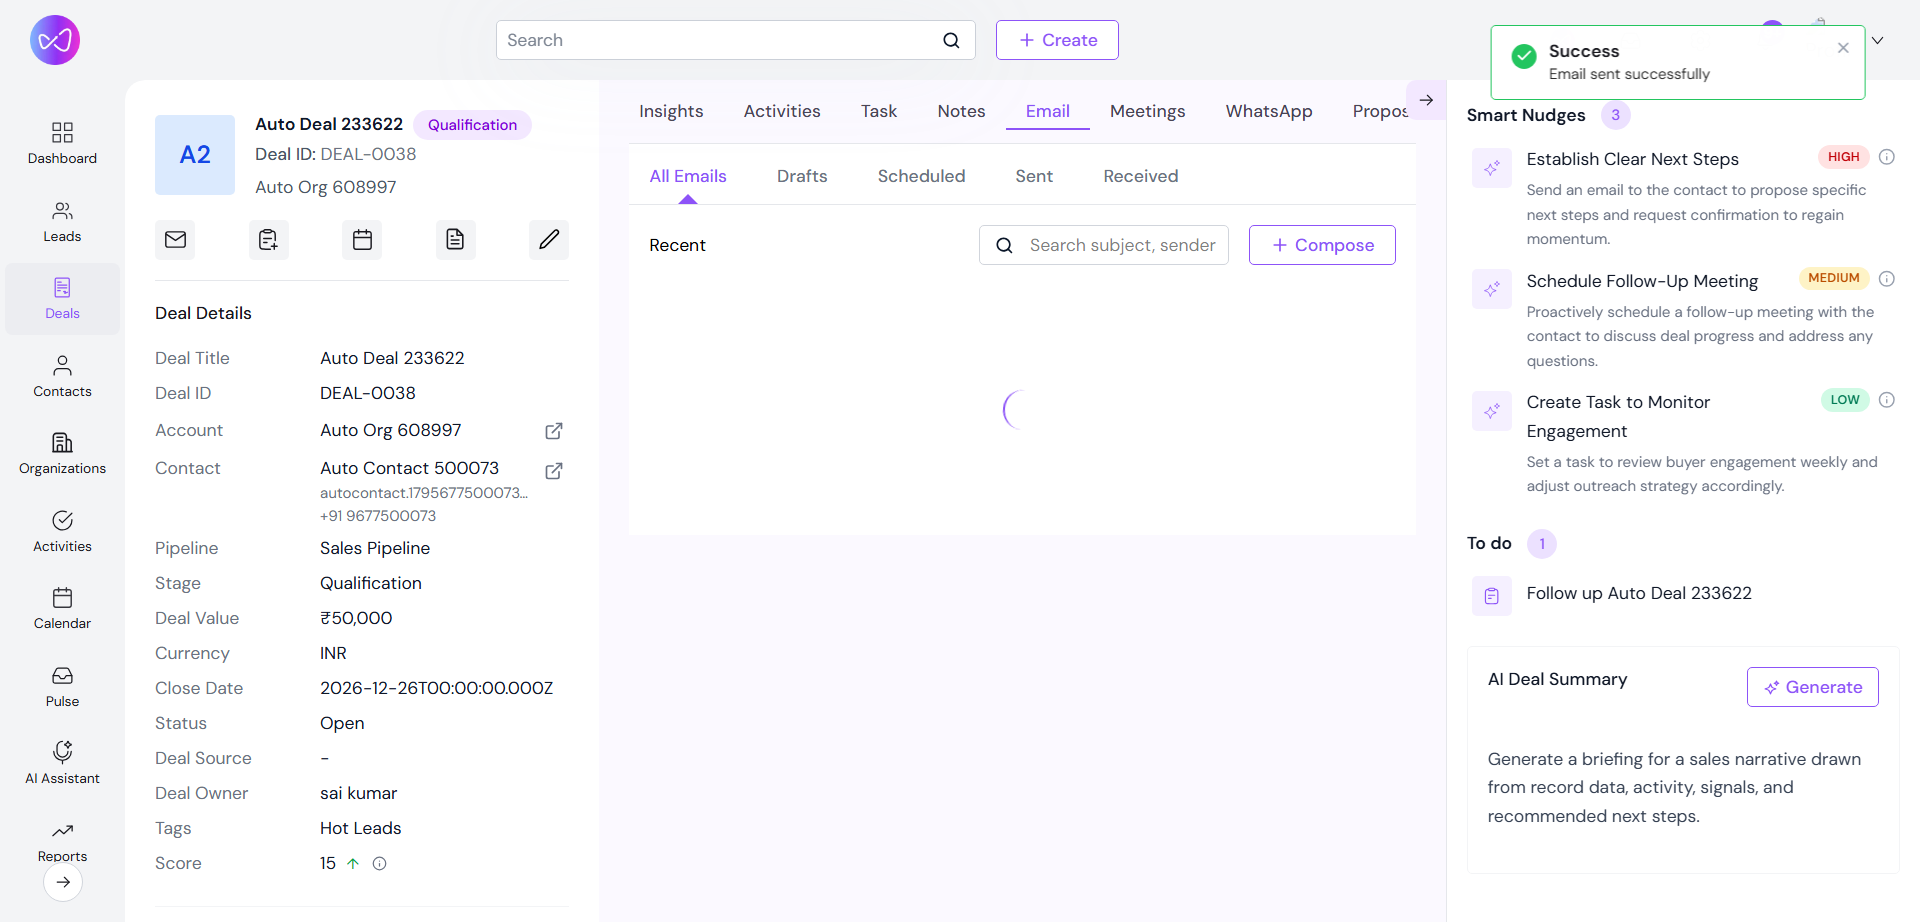 Search
+ Create
Success
Email sent successfully
Dashboard
Leads
Deals
Contacts
Organizations
Activities
Calendar
Pulse
AI Assistant
Reports
A2
Auto Deal 233622
Qualification
Deal ID: DEAL-0038
Auto Org 608997
Deal Details
Deal Title Auto Deal 233622
Deal ID DEAL-0038
Account Auto Org 608997
Contact Auto Contact 500073
autocontact.1795677500073...
+91 9677500073
Pipeline Sales Pipeline
Stage Qualification
Deal Value ₹50,000
Currency INR
Close Date 2026-12-26T00:00:00.000Z
Status Open
Deal Source -
Deal Owner sai kumar
Tags Hot Leads
Score 15
Insights Activities Task Notes Email Meetings WhatsApp Propos
All Emails Drafts Scheduled Sent Received
Recent
Search subject, sender
+ Compose
Smart Nudges 3
Establish Clear Next Steps HIGH
Send an email to the contact to propose specific
next steps and request confirmation to regain
momentum.
Schedule Follow-Up Meeting MEDIUM
Proactively schedule a follow-up meeting with the
contact to discuss deal progress and address any
questions.
Create Task to Monitor LOW
Engagement
Set a task to review buyer engagement weekly and
adjust outreach strategy accordingly.
To do 1
Follow up Auto Deal 233622
AI Deal Summary
Generate
Generate a briefing for a sales narrative drawn
from record data, activity, signals, and
recommended next steps.